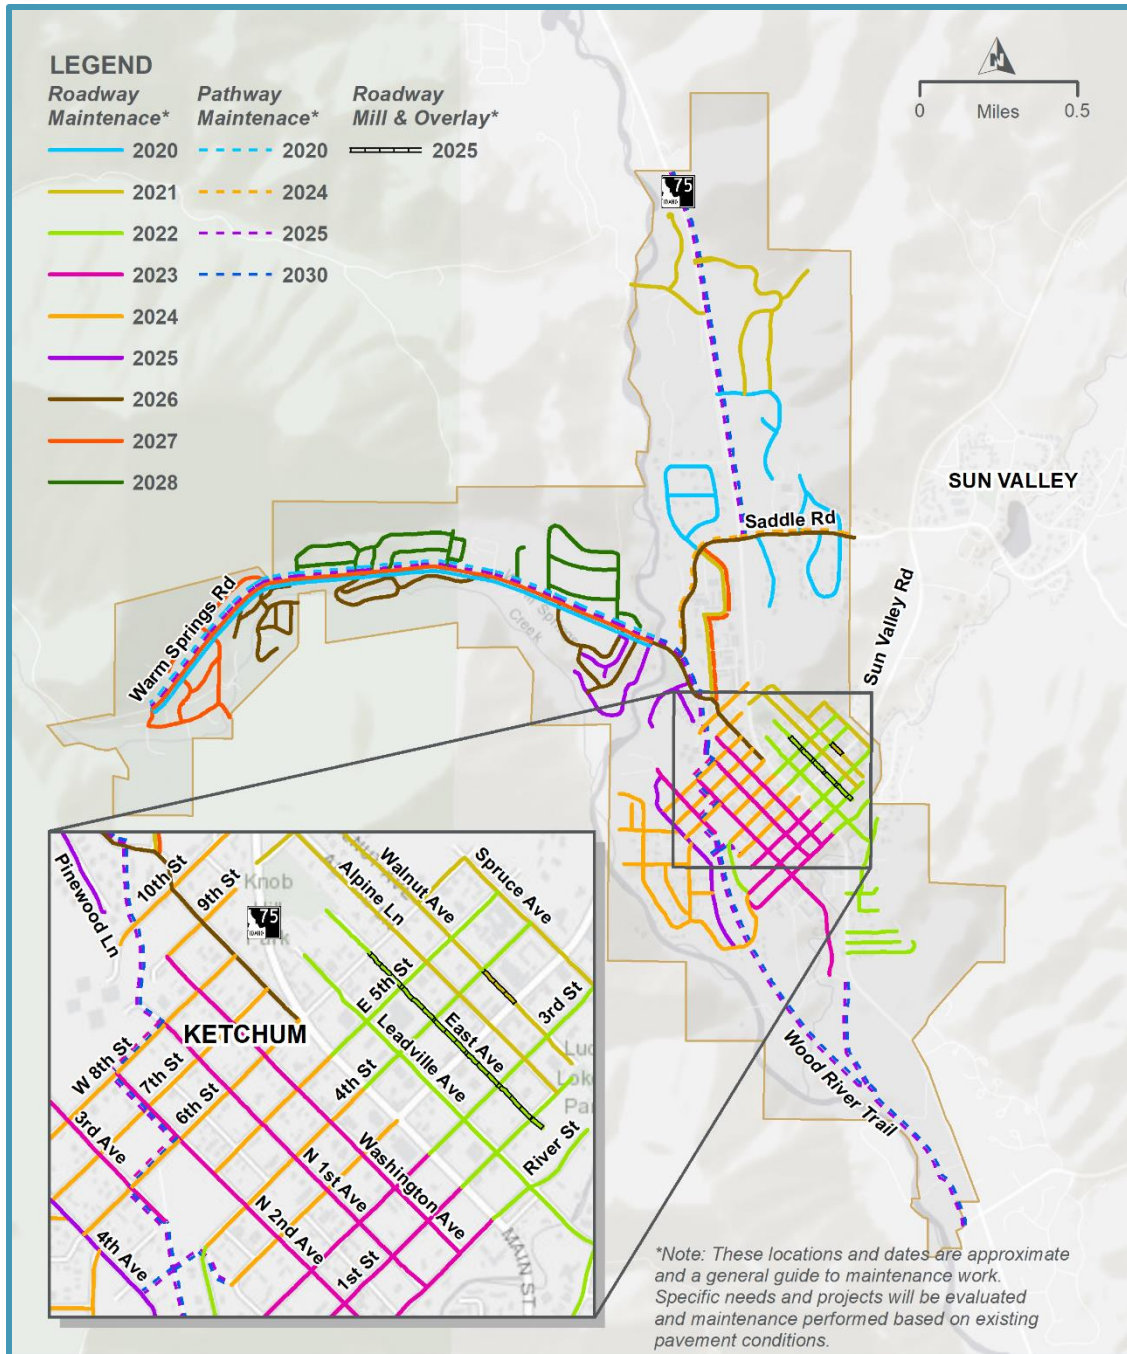 LEGEND
Roadway
Maintenace*
2020
2021
2022
2023
2024
2025
2026
2027
2028
Pathway
Maintenace*
2020
2024
2025
2030
Roadway
Mill & Overlay*
2025
N
0
Miles
0.5
75
IDAHO
SUN VALLEY
Saddle Rd
Sun Valley Rd
Warm Springs Rd
Springs
Creek
Wood River Trail
Pinewood Ln
10th St
9th St
Knob
Hill
Park
75
Alpine Ln
Walnut Ave
Spruce Ave
E 5th St
3rd St
East Ave
Leadville Ave
4th St
KETCHUM
W 8th St
7th St
6th St
3rd Ave
4th Ave
N 1st Ave
N 2nd Ave
Washington Ave
1st St
River St
MAIN ST
*Note: These locations and dates are approximate
and a general guide to maintenance work.
Specific needs and projects will be evaluated
and maintenance performed based on existing
pavement conditions.